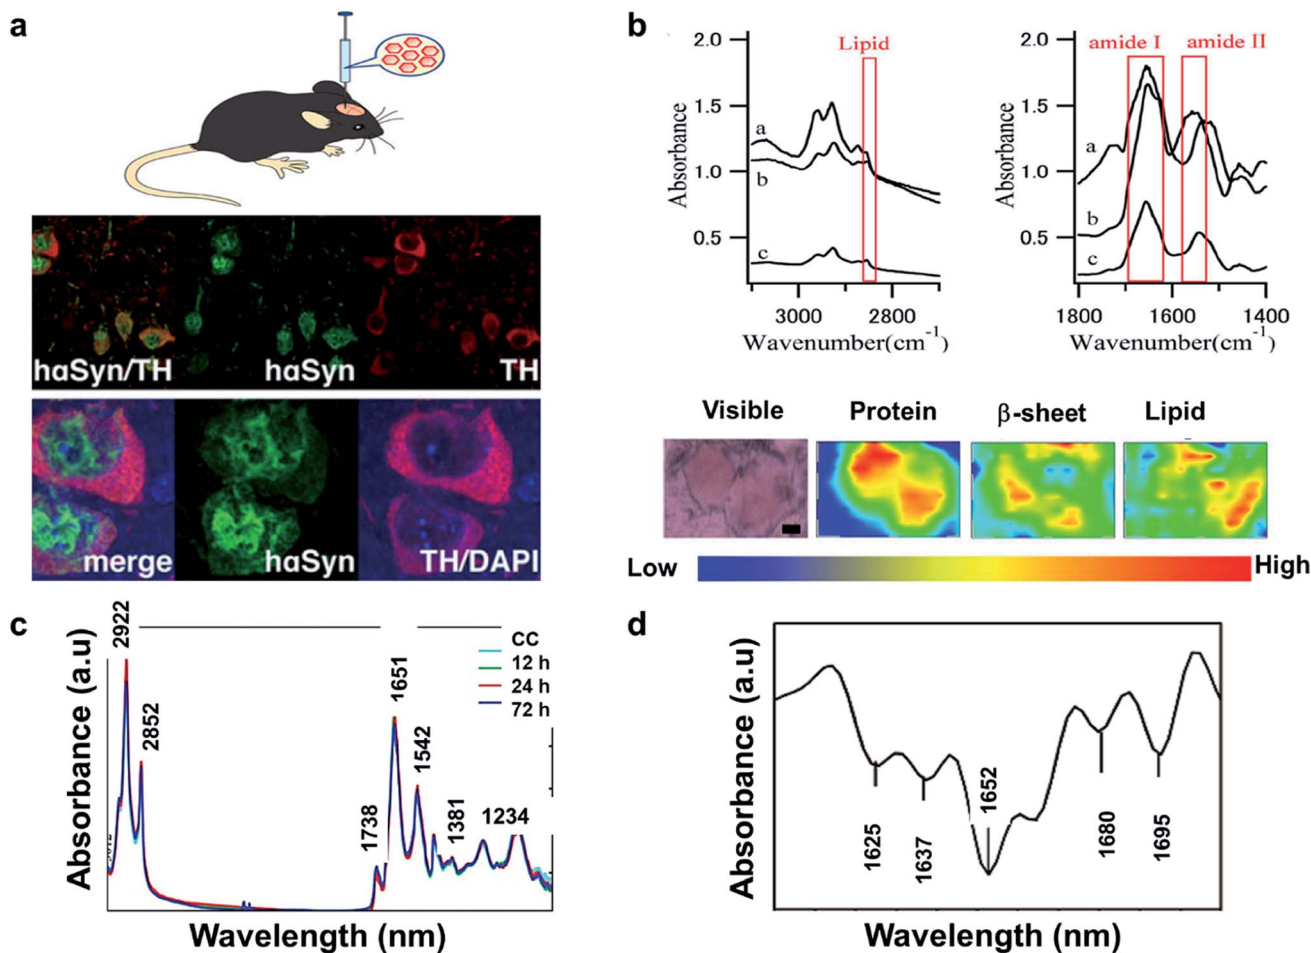 a
hαSyn/TH
hαSyn
TH
merge
hαSyn
TH/DAPI
b
2.0
1.5
1.0
0.5
Absorbance
Lipid
a
b
c
3000
2800
Wavenumber(cm-1)
2.0
1.5
1.0
0.5
Absorbance
amide I
amide II
a
b
c
1800
1600
1400
Wavenumber(cm-1)
Visible
Protein
β-sheet
Lipid
Low
High
c
Absorbance (a.u)
2922
2852
1738
1651
1542
1381
1234
CC
12 h
24 h
72 h
Wavelength (nm)
d
Absorbance (a.u)
1625
1637
1652
1680
1695
Wavelength (nm)